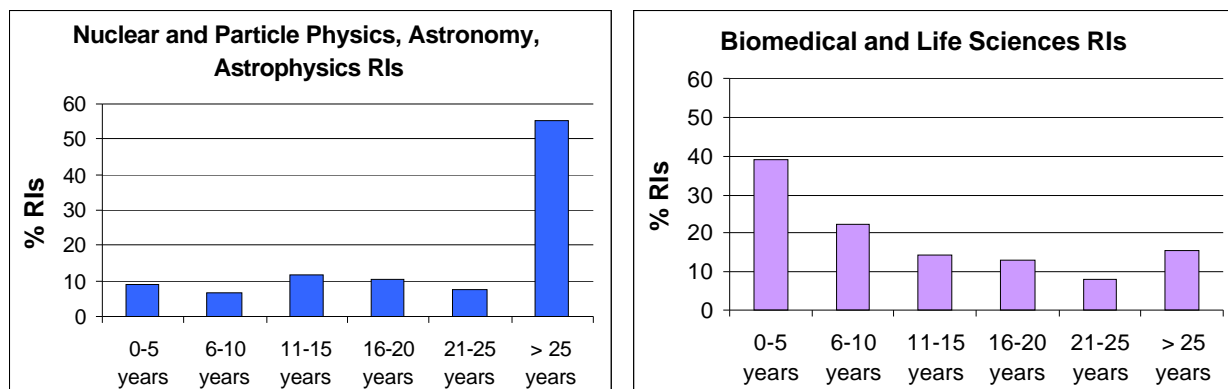 Nuclear and Particle Physics, Astronomy,
Astrophysics RIs
% RIs
60
50
40
30
20
10
0
0-5 6-10 11-15 16-20 21-25 > 25
years years years years years years
Biomedical and Life Sciences RIs
% RIs
60
50
40
30
20
10
0
0-5 6-10 11-15 16-20 21-25 > 25
years years years years years years